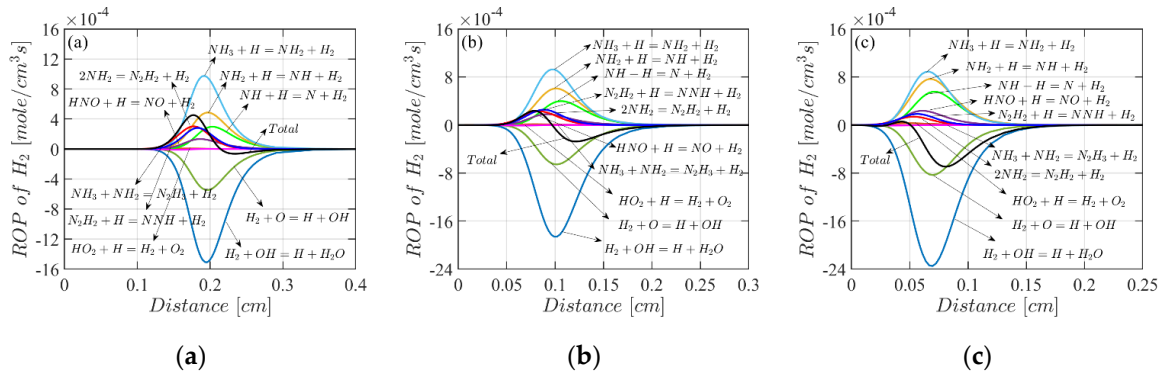 ×10⁻⁴
(a)
ROP of H₂ [mole/cm³s]
16
12
8
4
0
-4
-8
-12
-16
NH₃ + H = NH₂ + H₂
2NH₂ = N₂H₂ + H₂
NH₂ + H = NH + H₂
HNO + H = NO + H₂
NH + H = N + H₂
Total
NH₃ + NH₂ = N₂H₃ + H₂
N₂H₂ + H = NNH + H₂
H₂ + O = H + OH
HO₂ + H = H₂ + O₂
H₂ + OH = H + H₂O
0 0.1 0.2 0.3 0.4
Distance [cm]
(a)
×10⁻⁴
(b)
ROP of H₂ [mole/cm³s]
16
8
0
-8
-16
-24
NH₃ + H = NH₂ + H₂
NH₂ + H = NH + H₂
NH − H = N + H₂
N₂H₂ + H = NNH + H₂
2NH₂ = N₂H₂ + H₂
Total
HNO + H = NO + H₂
NH₃ + NH₂ = N₂H₃ + H₂
HO₂ + H = H₂ + O₂
H₂ + O = H + OH
H₂ + OH = H + H₂O
0 0.05 0.1 0.15 0.2 0.25
Distance [cm]
(b)
×10⁻⁴
(c)
ROP of H₂ [mole/cm³s]
16
8
0
-8
-16
-24
NH₃ + H = NH₂ + H₂
NH₂ + H = NH + H₂
NH − H = N + H₂
HNO + H = NO + H₂
N₂H₂ + H = NNH + H₂
Total
NH₃ + NH₂ = N₂H₃ + H₂
2NH₂ = N₂H₂ + H₂
HO₂ + H = H₂ + O₂
H₂ + O = H + OH
H₂ + OH = H + H₂O
0 0.05 0.1 0.15 0.2 0.25
Distance [cm]
(c)